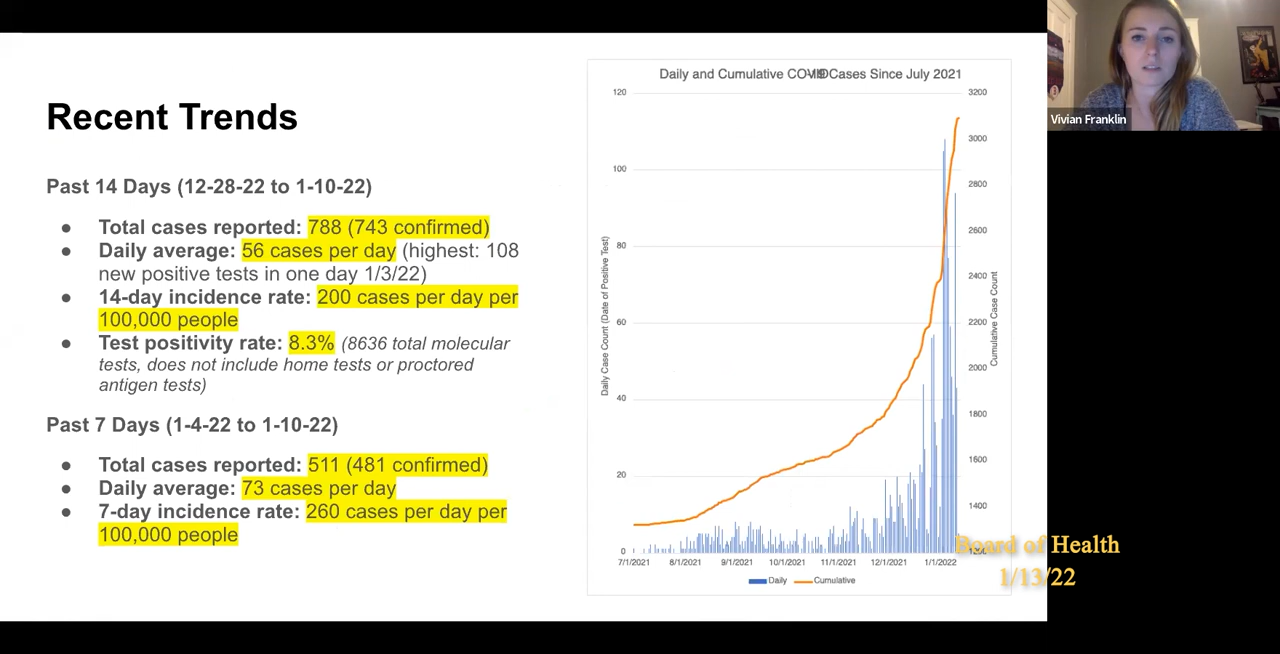 Recent Trends
Past 14 Days (12-28-22 to 1-10-22)
● Total cases reported: 788 (743 confirmed)
● Daily average: 56 cases per day (highest: 108
new positive tests in one day 1/3/22)
● 14-day incidence rate: 200 cases per day per
100,000 people
● Test positivity rate: 8.3% (8636 total molecular
tests, does not include home tests or proctored
antigen tests)
Past 7 Days (1-4-22 to 1-10-22)
● Total cases reported: 511 (481 confirmed)
● Daily average: 73 cases per day
● 7-day incidence rate: 260 cases per day per
100,000 people
Daily and Cumulative Cases Since July 2021
Daily Case Count (Date of Positive Test)
120
100
80
60
40
20
0
3200
3000
2800
2600
2400
2200
2000
1800
1600
1400
Cumulative Case Count
7/1/2021 8/1/2021 9/1/2021 10/1/2021 11/1/2021 12/1/2021 1/1/2022
Daily Cumulative
Vivian Franklin
Board of Health
1/13/22